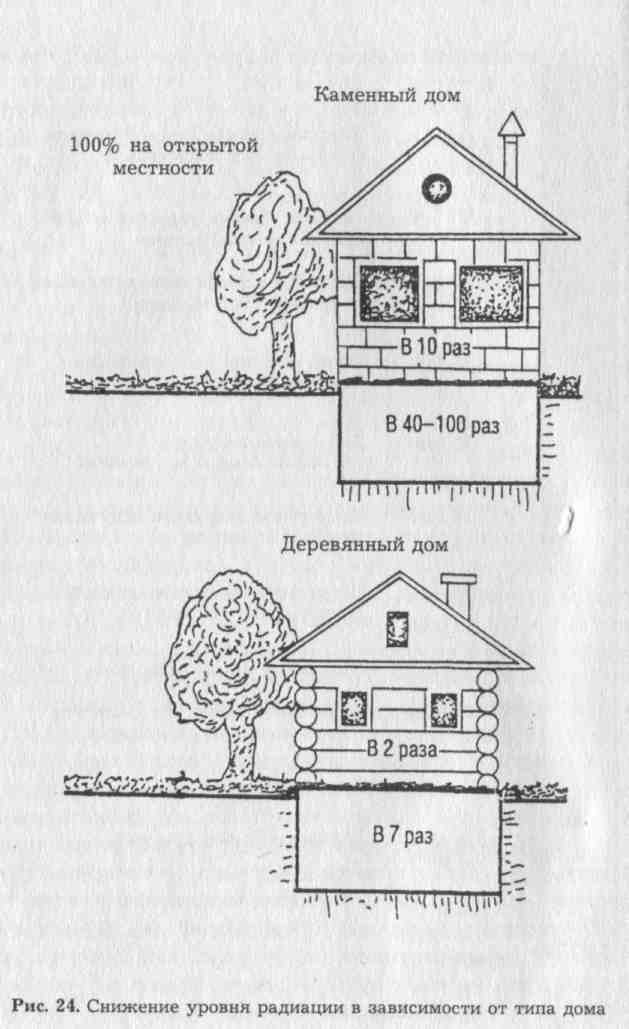 Каменный дом
100% на открытой
местности
В 10 раз
В 40–100 раз
Деревянный дом
В 2 раза
В 7 раз
Рис. 24. Снижение уровня радиации в зависимости от типа дома